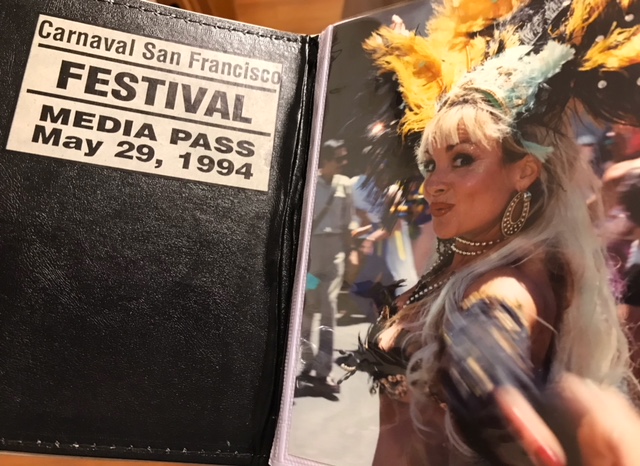 Carnaval San Francisco
FESTIVAL
MEDIA PASS
May 29, 1994